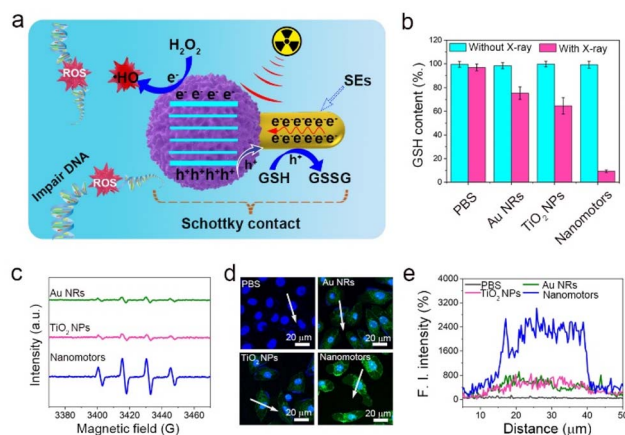 a
H₂O₂
ROS
•HO
e⁻
SEs
e⁻ e⁻ e⁻ e⁻
e⁻e⁻e⁻e⁻e⁻e⁻
e⁻e⁻e⁻e⁻e⁻e⁻
h⁺
Impair DNA
ROS
h⁺h⁺h⁺h⁺
h⁺
GSH
GSSG
Schottky contact
b
Without X-ray
With X-ray
GSH content (%.)
120
100
80
60
40
20
0
PBS
Au NRs
TiO₂ NPs
Nanomotors
c
Intensity (a.u.)
Au NRs
TiO₂ NPs
Nanomotors
3380 3400 3420 3440 3460
Magnetic field (G)
d
PBS
20 µm
Au NRs
20 µm
TiO₂ NPs
20 µm
Nanomotors
20 µm
e
F. I. intensity (%)
PBS
Au NRs
TiO₂ NPs
Nanomotors
4000
3200
2400
1600
800
0
10 20 30 40 50
Distance (µm)